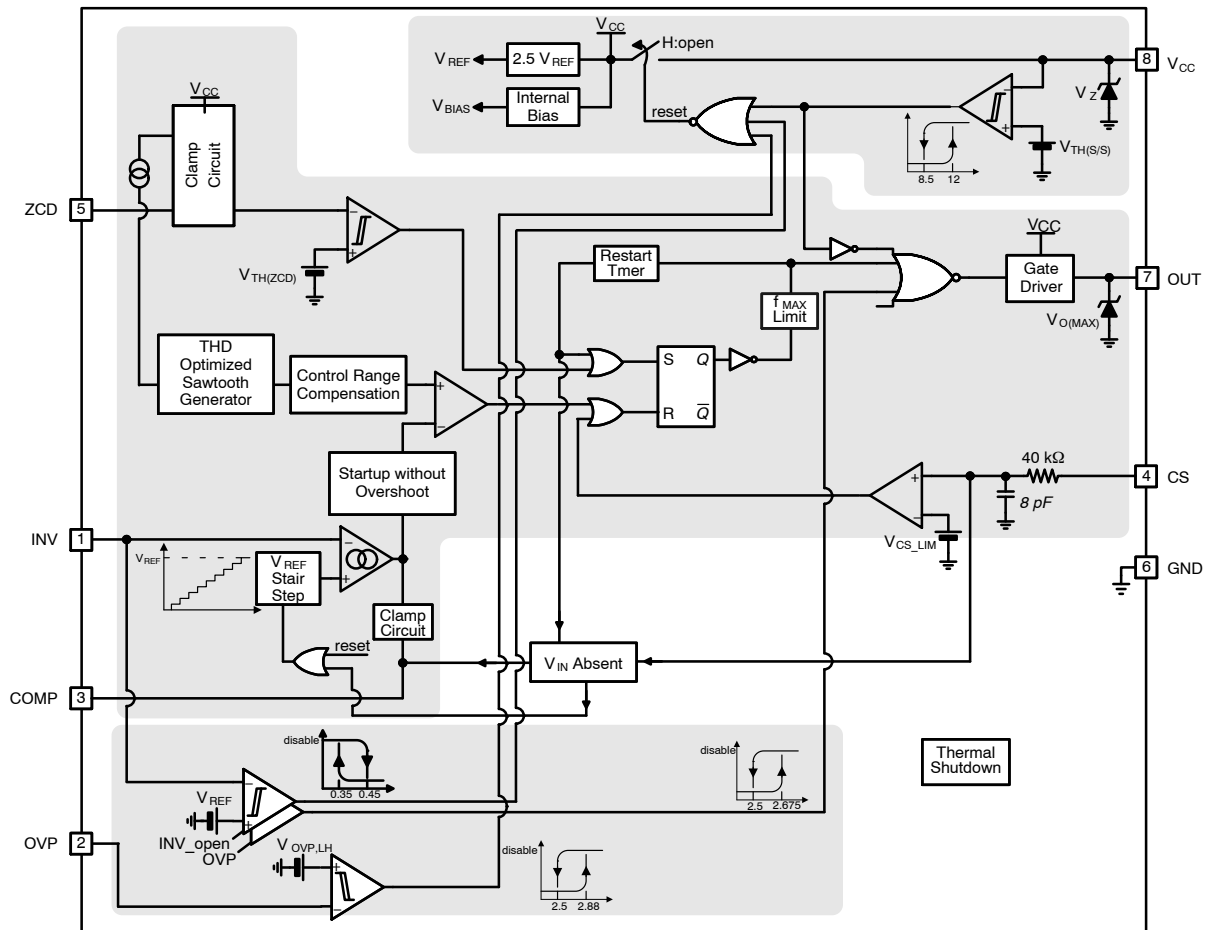 VCC
H:open
VREF
2.5 VREF
8
VCC
VBIAS
Internal
Bias
reset
VZ
−
+
VTH(S/S)
8.5 12
VCC
Clamp
Circuit
ZCD
5
−
+
VTH(ZCD)
Restart
Tmer
VCC
Gate
Driver
7
OUT
VO(MAX)
fMAX
Limit
THD
Optimized
Sawtooth
Generator
Control Range
Compensation
+
−
S Q
R Q
40 kΩ
8 pF
4
CS
+
−
VCS_LIM
Startup without
Overshoot
INV
1
VREF
VREF
Stair
Step
−
+
6
GND
Clamp
Circuit
reset
VIN Absent
COMP
3
disable
0.35 0.45
disable
2.5 2.675
Thermal
Shutdown
−
+
VREF
INV_open
OVP
OVP
2
VOVP,LH
+
−
disable
2.5 2.88